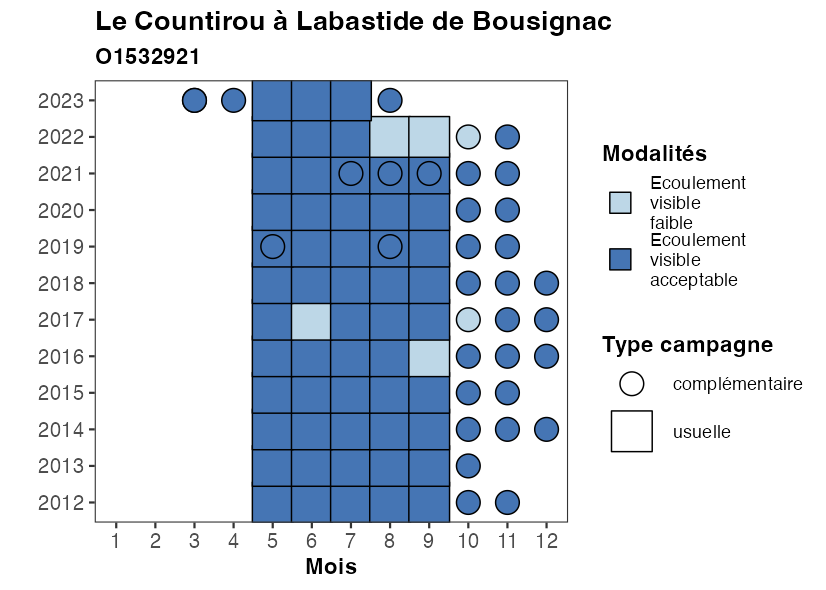 Le Countirou à Labastide de Bousignac
O1532921
2023
2022
2021
2020
2019
2018
2017
2016
2015
2014
2013
2012
1 2 3 4 5 6 7 8 9 10 11 12
Mois
Modalités
Ecoulement
visible
faible
Ecoulement
visible
acceptable
Type campagne
complémentaire
usuelle